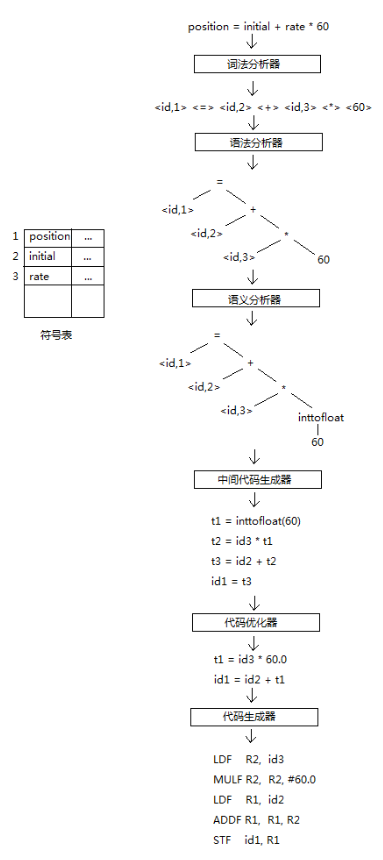 position = initial + rate * 60
词法分析器
<id,1> <=> <id,2> <+> <id,3> <*> <60>
语法分析器
=
<id,1>
+
<id,2>
*
<id,3>
60
1 position ...
2 initial ...
3 rate ...
符号表
语义分析器
=
<id,1>
+
<id,2>
*
<id,3>
inttofloat
60
中间代码生成器
t1 = inttofloat(60)
t2 = id3 * t1
t3 = id2 + t2
id1 = t3
代码优化器
t1 = id3 * 60.0
id1 = id2 + t1
代码生成器
LDF R2, id3
MULF R2, R2, #60.0
LDF R1, id2
ADDF R1, R1, R2
STF id1, R1